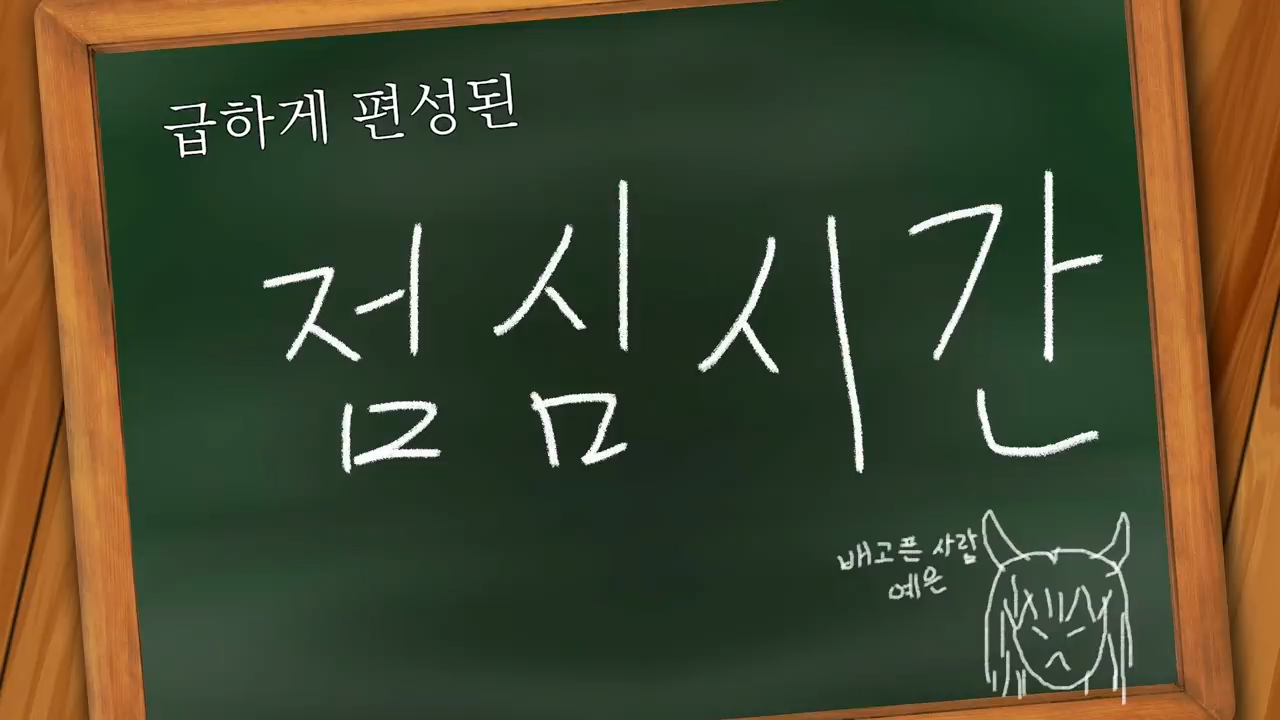 급하게 편성된
점심시간
배고픈 사람
예은